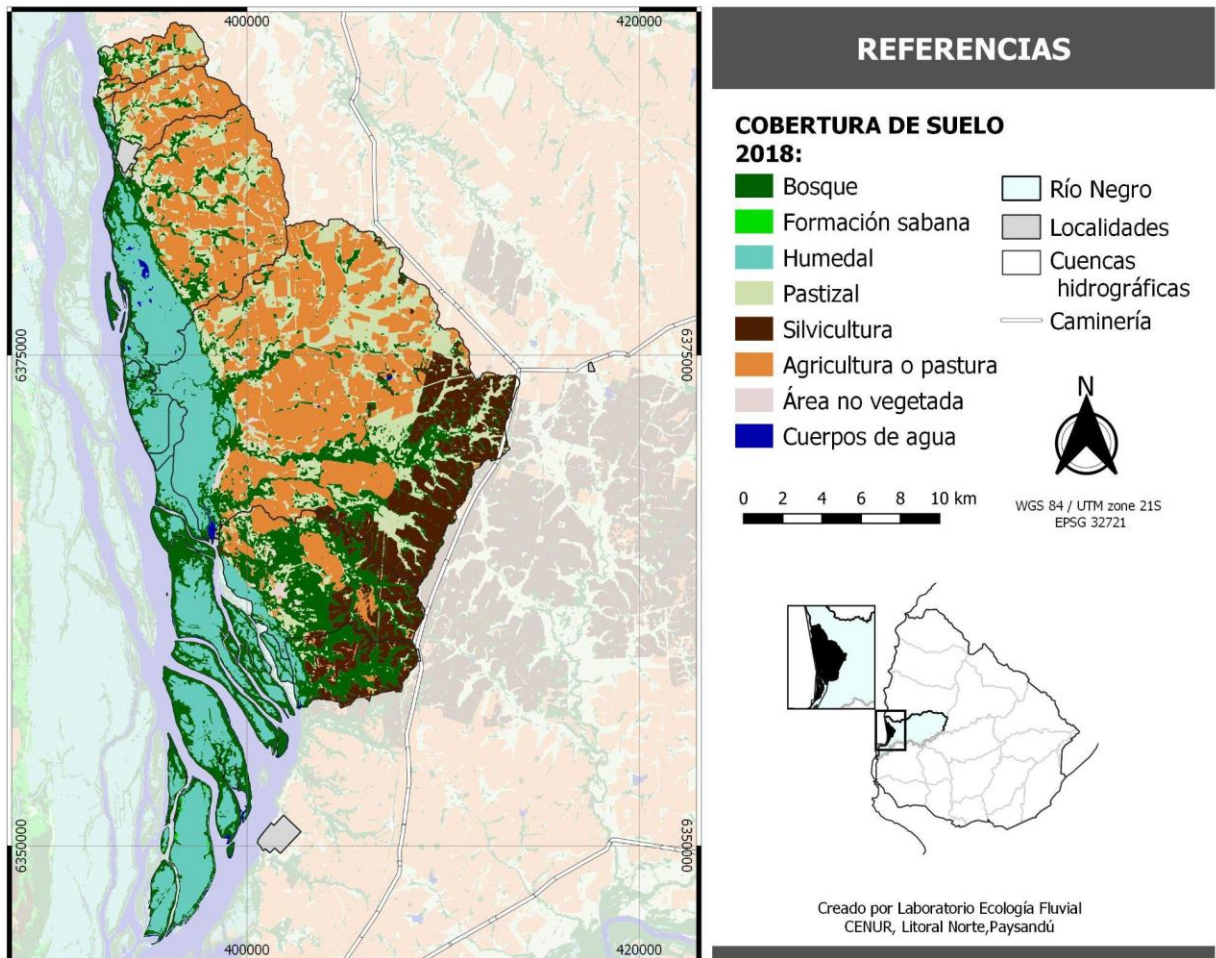 400000
420000
6375000
6375000
6350000
6350000
400000
420000
REFERENCIAS
COBERTURA DE SUELO
2018:
Bosque
Formación sabana
Humedal
Pastizal
Silvicultura
Agricultura o pastura
Área no vegetada
Cuerpos de agua
Río Negro
Localidades
Cuencas
hidrográficas
Caminería
N
0 2 4 6 8 10 km
WGS 84 / UTM zone 21S
EPSG 32721
Creado por Laboratorio Ecología Fluvial
CENUR, Litoral Norte,Paysandú